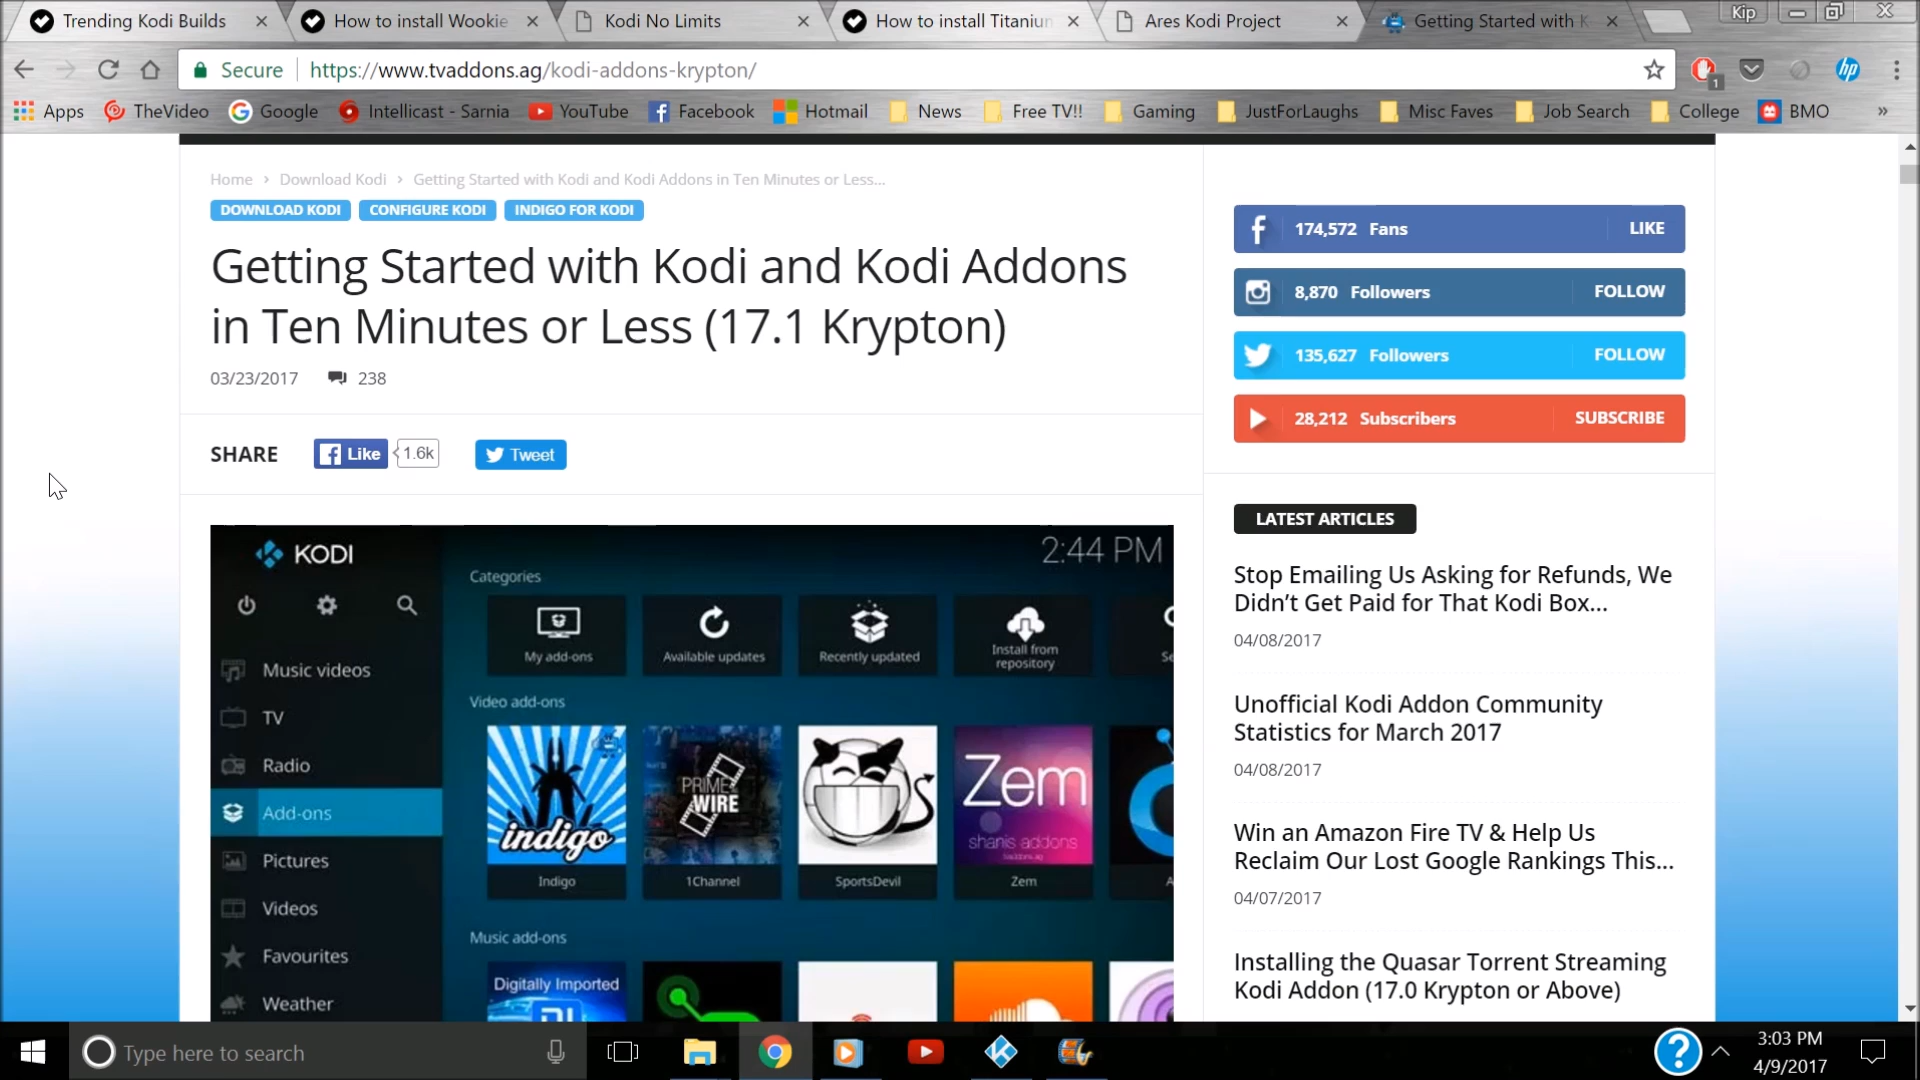 Trending Kodi Builds
How to install Wookie
Kodi No Limits
How to install Titaniun
Ares Kodi Project
Getting Started with K
Kip
Secure
https://www.tvaddons.ag/kodi-addons-krypton/
1
hp
Apps
TheVideo
Google
Intellicast - Sarnia
YouTube
Facebook
Hotmail
News
Free TV!!
Gaming
JustForLaughs
Misc Faves
Job Search
College
BMO
»
Home › Download Kodi › Getting Started with Kodi and Kodi Addons in Ten Minutes or Less...
DOWNLOAD KODI
CONFIGURE KODI
INDIGO FOR KODI
Getting Started with Kodi and Kodi Addons
in Ten Minutes or Less (17.1 Krypton)
03/23/2017
238
SHARE
Like
1.6k
Tweet
KODI
2:44 PM
Categories
My add-ons
Available updates
Recently updated
Install from
repository
Se
Music videos
TV
Radio
Add-ons
Pictures
Videos
Favourites
Weather
Video add-ons
indigo
PRIME
WIRE
Zem
shanis addons
Indigo
1Channel
SportsDevil
Zem
A
Music add-ons
Digitally Imported
174,572 Fans
LIKE
8,870 Followers
FOLLOW
135,627 Followers
FOLLOW
28,212 Subscribers
SUBSCRIBE
LATEST ARTICLES
Stop Emailing Us Asking for Refunds, We
Didn’t Get Paid for That Kodi Box...
04/08/2017
Unofficial Kodi Addon Community
Statistics for March 2017
04/08/2017
Win an Amazon Fire TV & Help Us
Reclaim Our Lost Google Rankings This...
04/07/2017
Installing the Quasar Torrent Streaming
Kodi Addon (17.0 Krypton or Above)
Type here to search
3:03 PM
4/9/2017